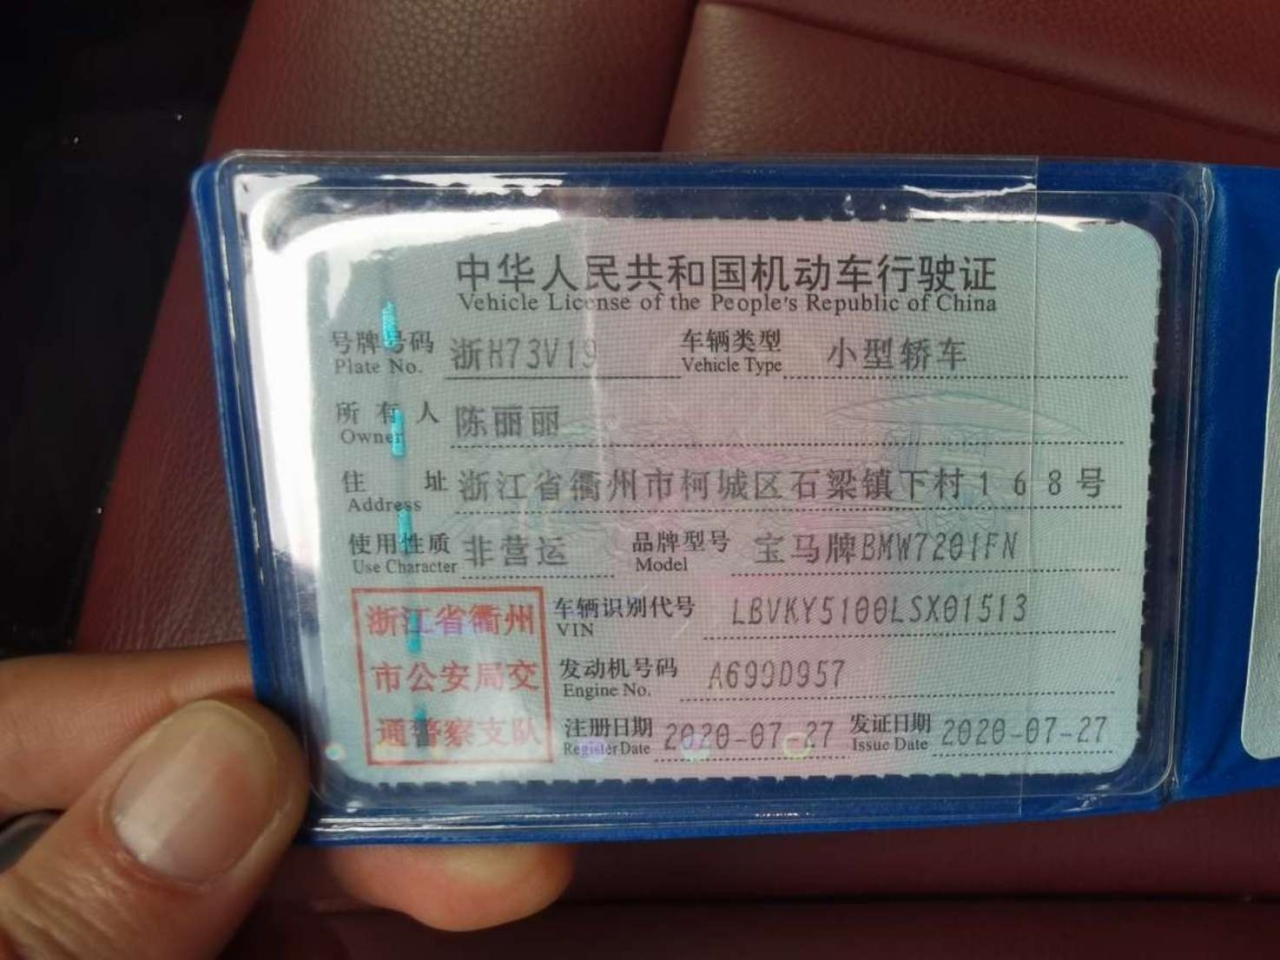 中华人民共和国机动车行驶证
Vehicle License of the People's Republic of China
号牌号码 浙H73V19 车辆类型 小型轿车
Plate No. Vehicle Type
所有人 陈丽丽
Owner
住址 浙江省衢州市柯城区石梁镇下村168号
Address
使用性质 非营运 品牌型号 宝马牌BMW7201FN
Use Character Model
浙江省衢州
市公安局交
通警察支队
车辆识别代号 LBVKY5100LSX01513
VIN
发动机号码 A699D957
Engine No.
注册日期 2020-07-27 发证日期 2020-07-27
Register Date Issue Date